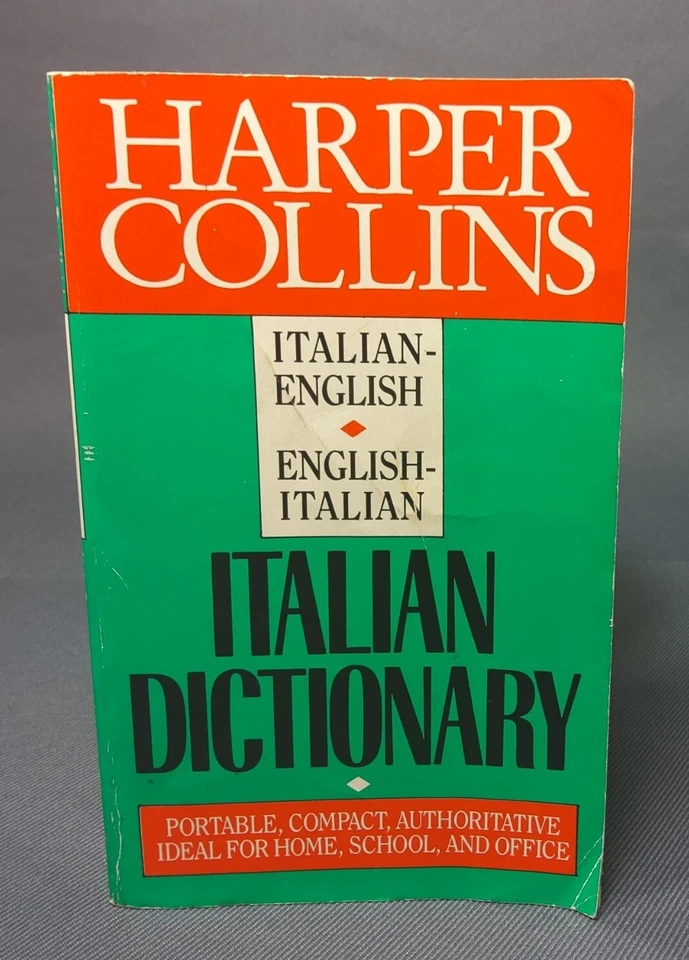 HARPER
COLLINS
ITALIAN-
ENGLISH
ENGLISH-
ITALIAN
ITALIAN
DICTIONARY
PORTABLE, COMPACT, AUTHORITATIVE
IDEAL FOR HOME, SCHOOL, AND OFFICE